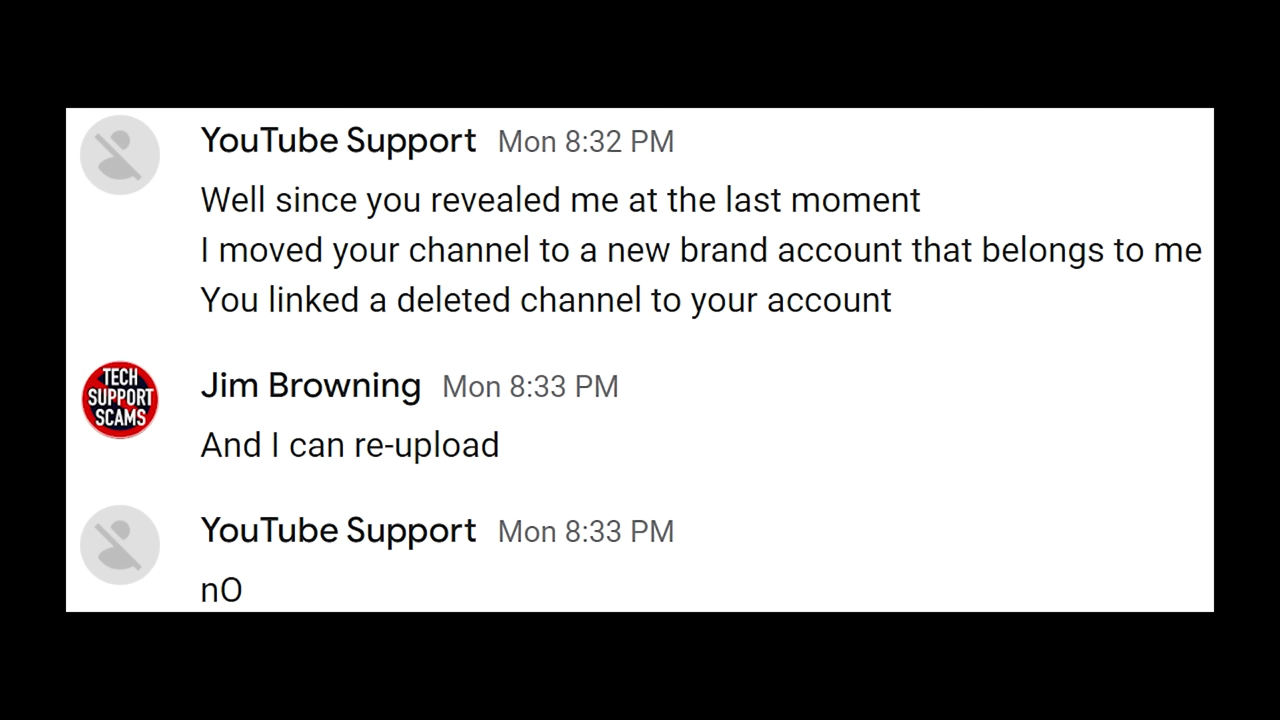 YouTube Support Mon 8:32 PM
Well since you revealed me at the last moment
I moved your channel to a new brand account that belongs to me
You linked a deleted channel to your account
TECH
SUPPORT
SCAMS
Jim Browning Mon 8:33 PM
And I can re-upload
YouTube Support Mon 8:33 PM
nO